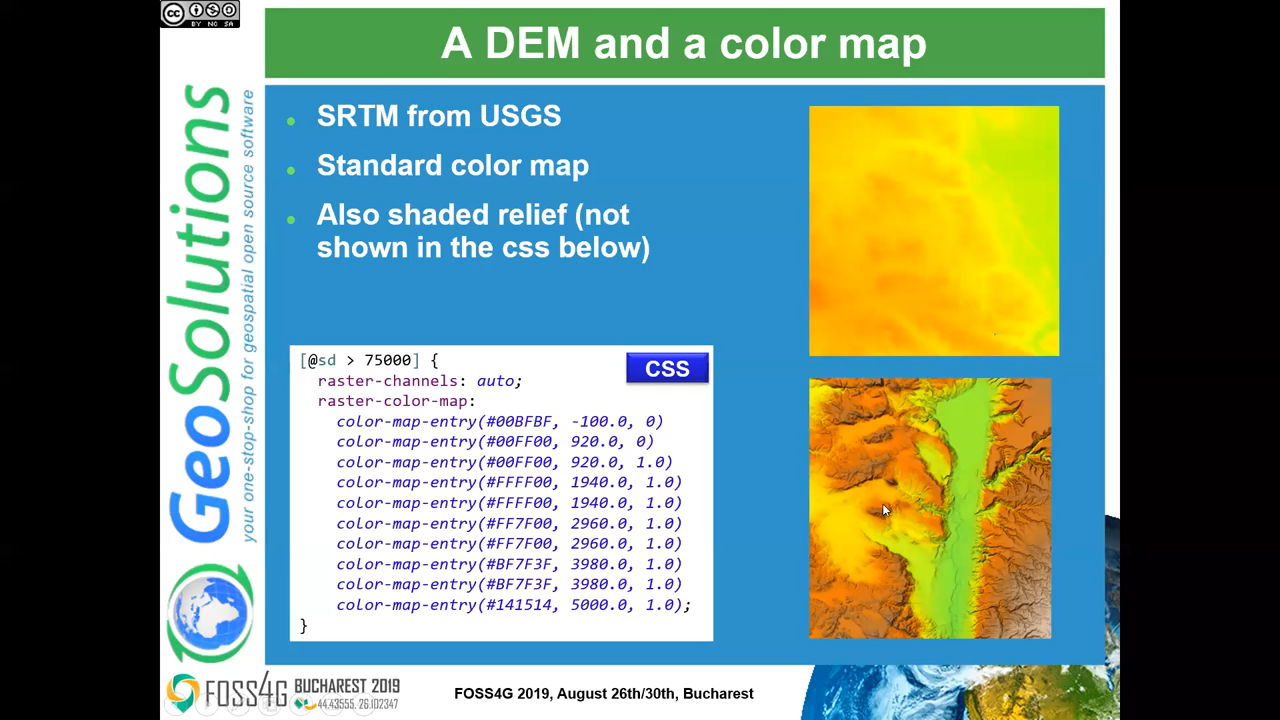 BY NC SA
A DEM and a color map
GeoSolutions
your one-stop-shop for geospatial open source software
SRTM from USGS
Standard color map
Also shaded relief (not
shown in the css below)
CSS
[@sd > 75000] {
raster-channels: auto;
raster-color-map:
color-map-entry(#00BFBF, -100.0, 0)
color-map-entry(#00FF00, 920.0, 0)
color-map-entry(#00FF00, 920.0, 1.0)
color-map-entry(#FFFF00, 1940.0, 1.0)
color-map-entry(#FFFF00, 1940.0, 1.0)
color-map-entry(#FF7F00, 2960.0, 1.0)
color-map-entry(#FF7F00, 2960.0, 1.0)
color-map-entry(#BF7F3F, 3980.0, 1.0)
color-map-entry(#BF7F3F, 3980.0, 1.0)
color-map-entry(#141514, 5000.0, 1.0);
}
FOSS4G BUCHAREST 2019
44.43555, 26.102347
FOSS4G 2019, August 26th/30th, Bucharest